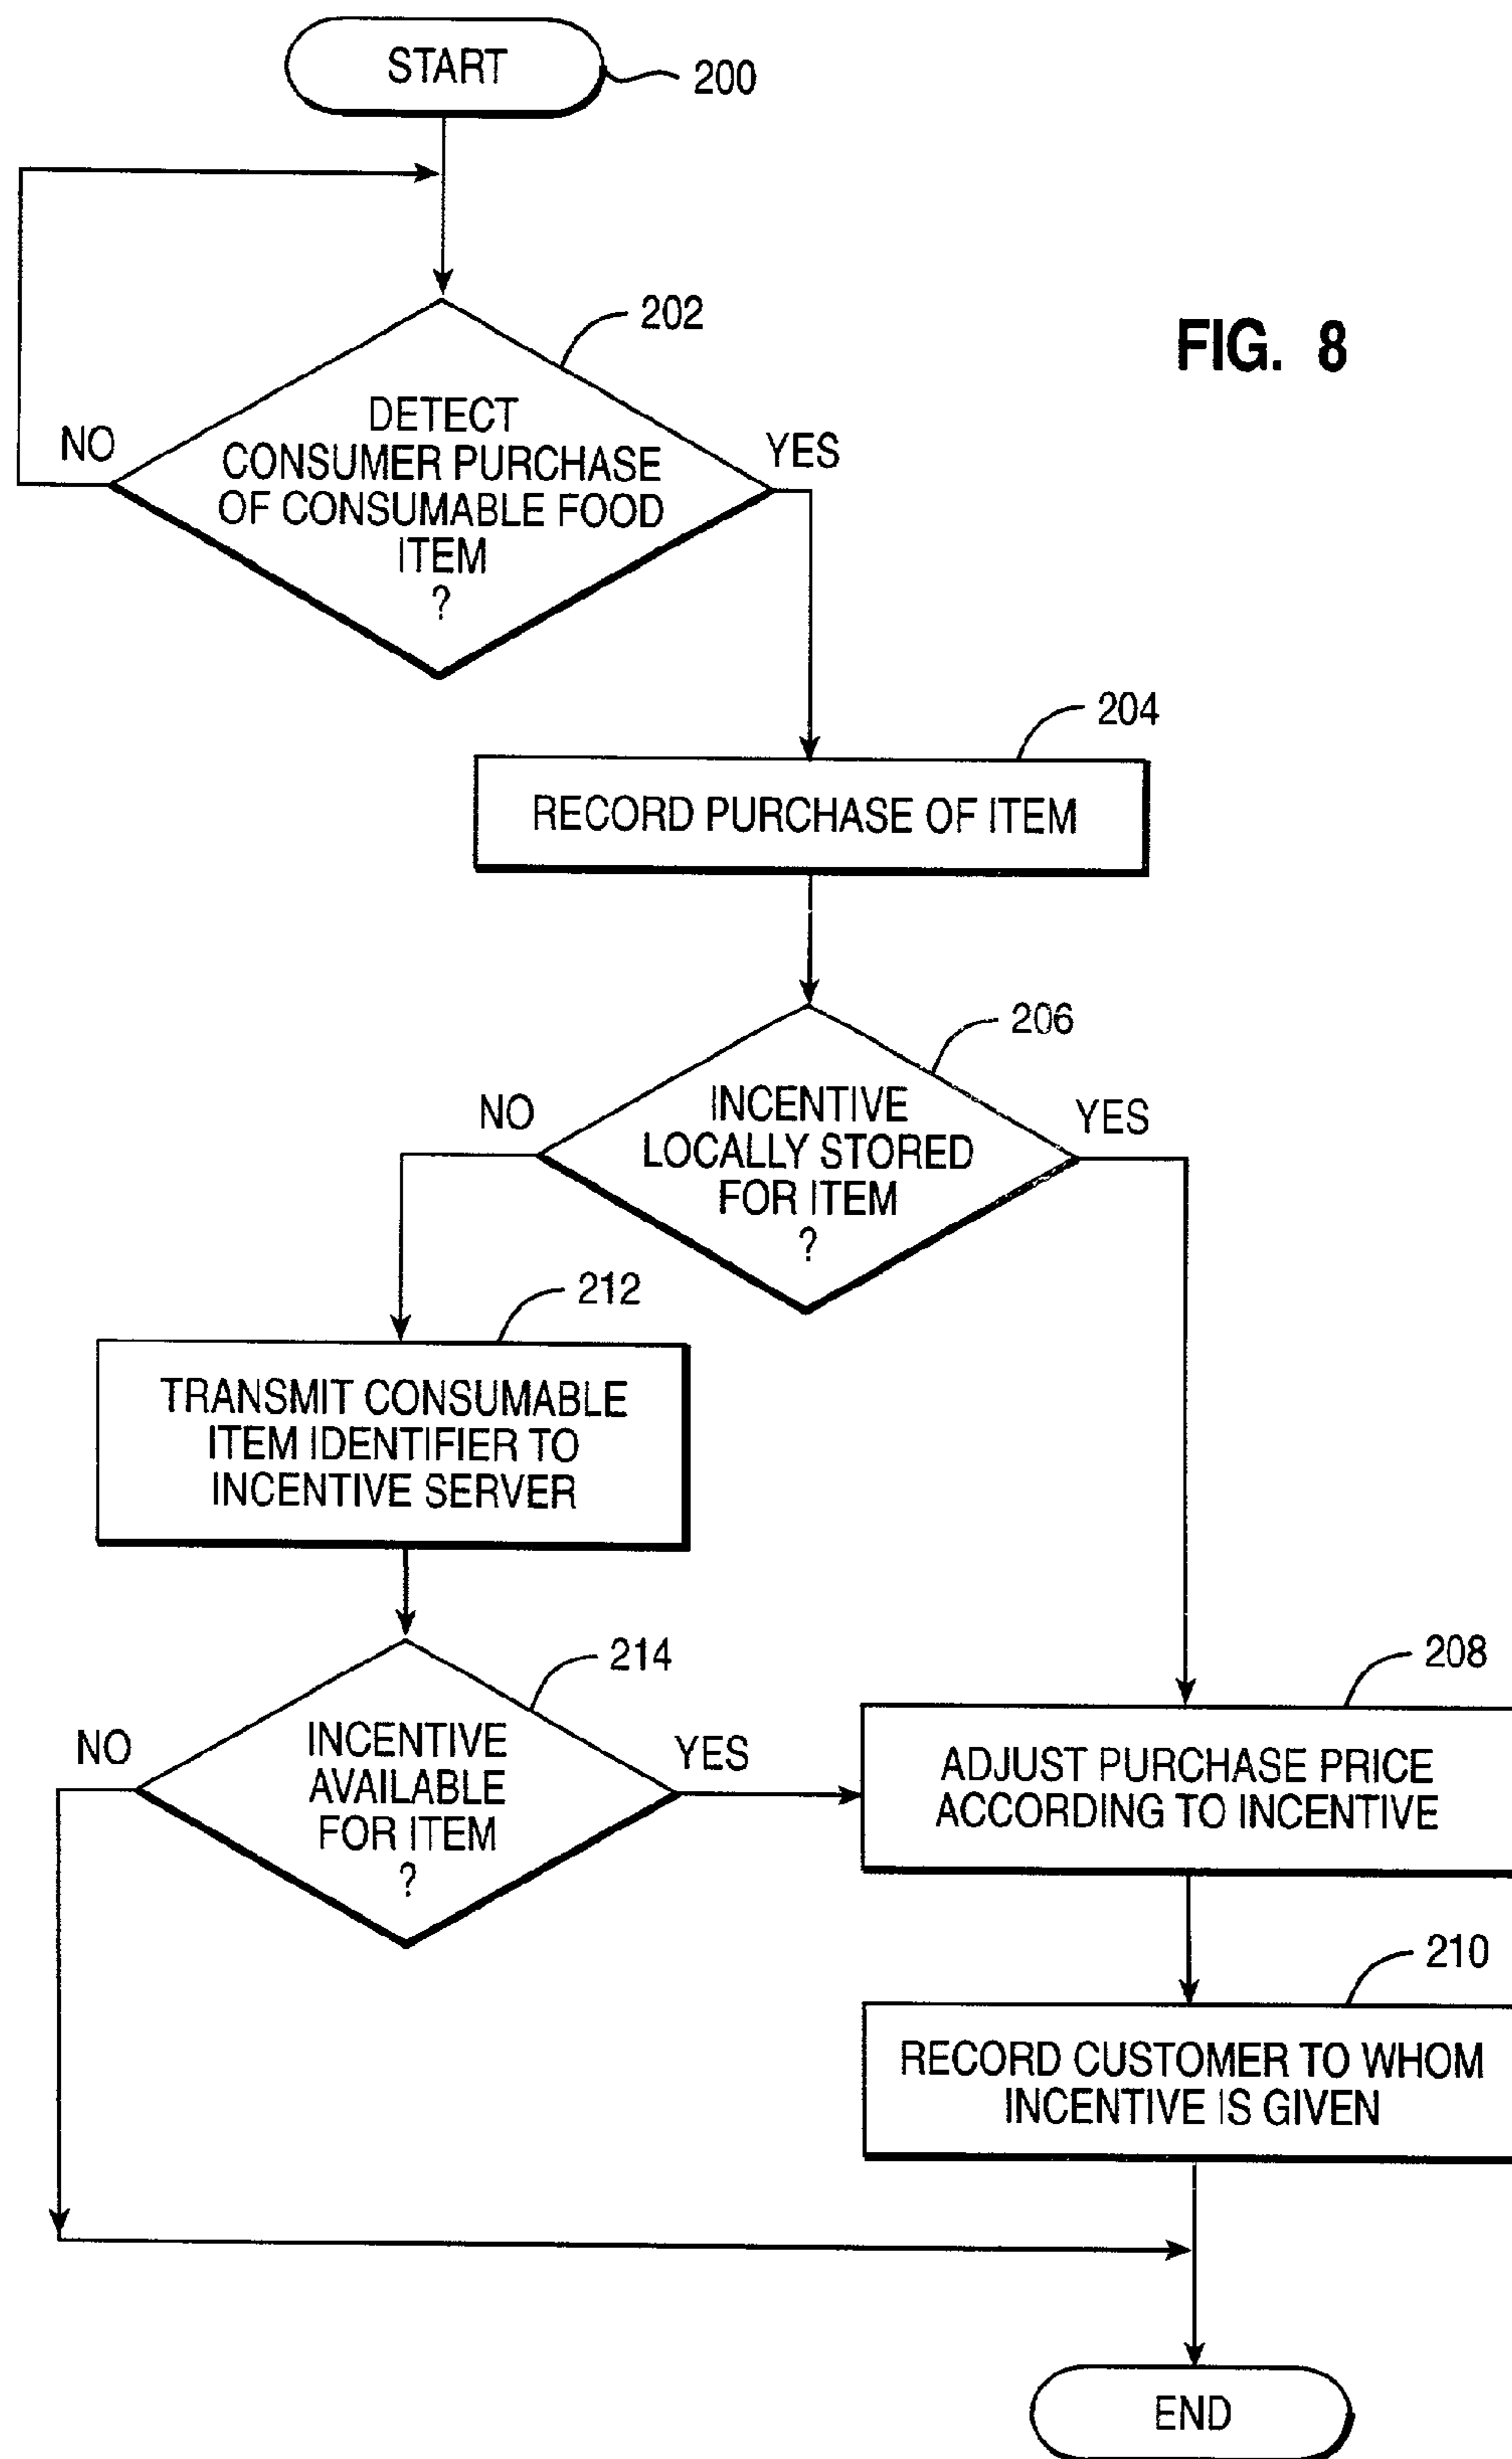 START
200
FIG. 8
202
DETECT
CONSUMER PURCHASE
OF CONSUMABLE FOOD
ITEM
?
NO
YES
204
RECORD PURCHASE OF ITEM
206
INCENTIVE
LOCALLY STORED
FOR ITEM
?
NO
YES
212
TRANSMIT CONSUMABLE
ITEM IDENTIFIER TO
INCENTIVE SERVER
214
INCENTIVE
AVAILABLE
FOR ITEM
?
NO
YES
208
ADJUST PURCHASE PRICE
ACCORDING TO INCENTIVE
210
RECORD CUSTOMER TO WHOM
INCENTIVE IS GIVEN
END